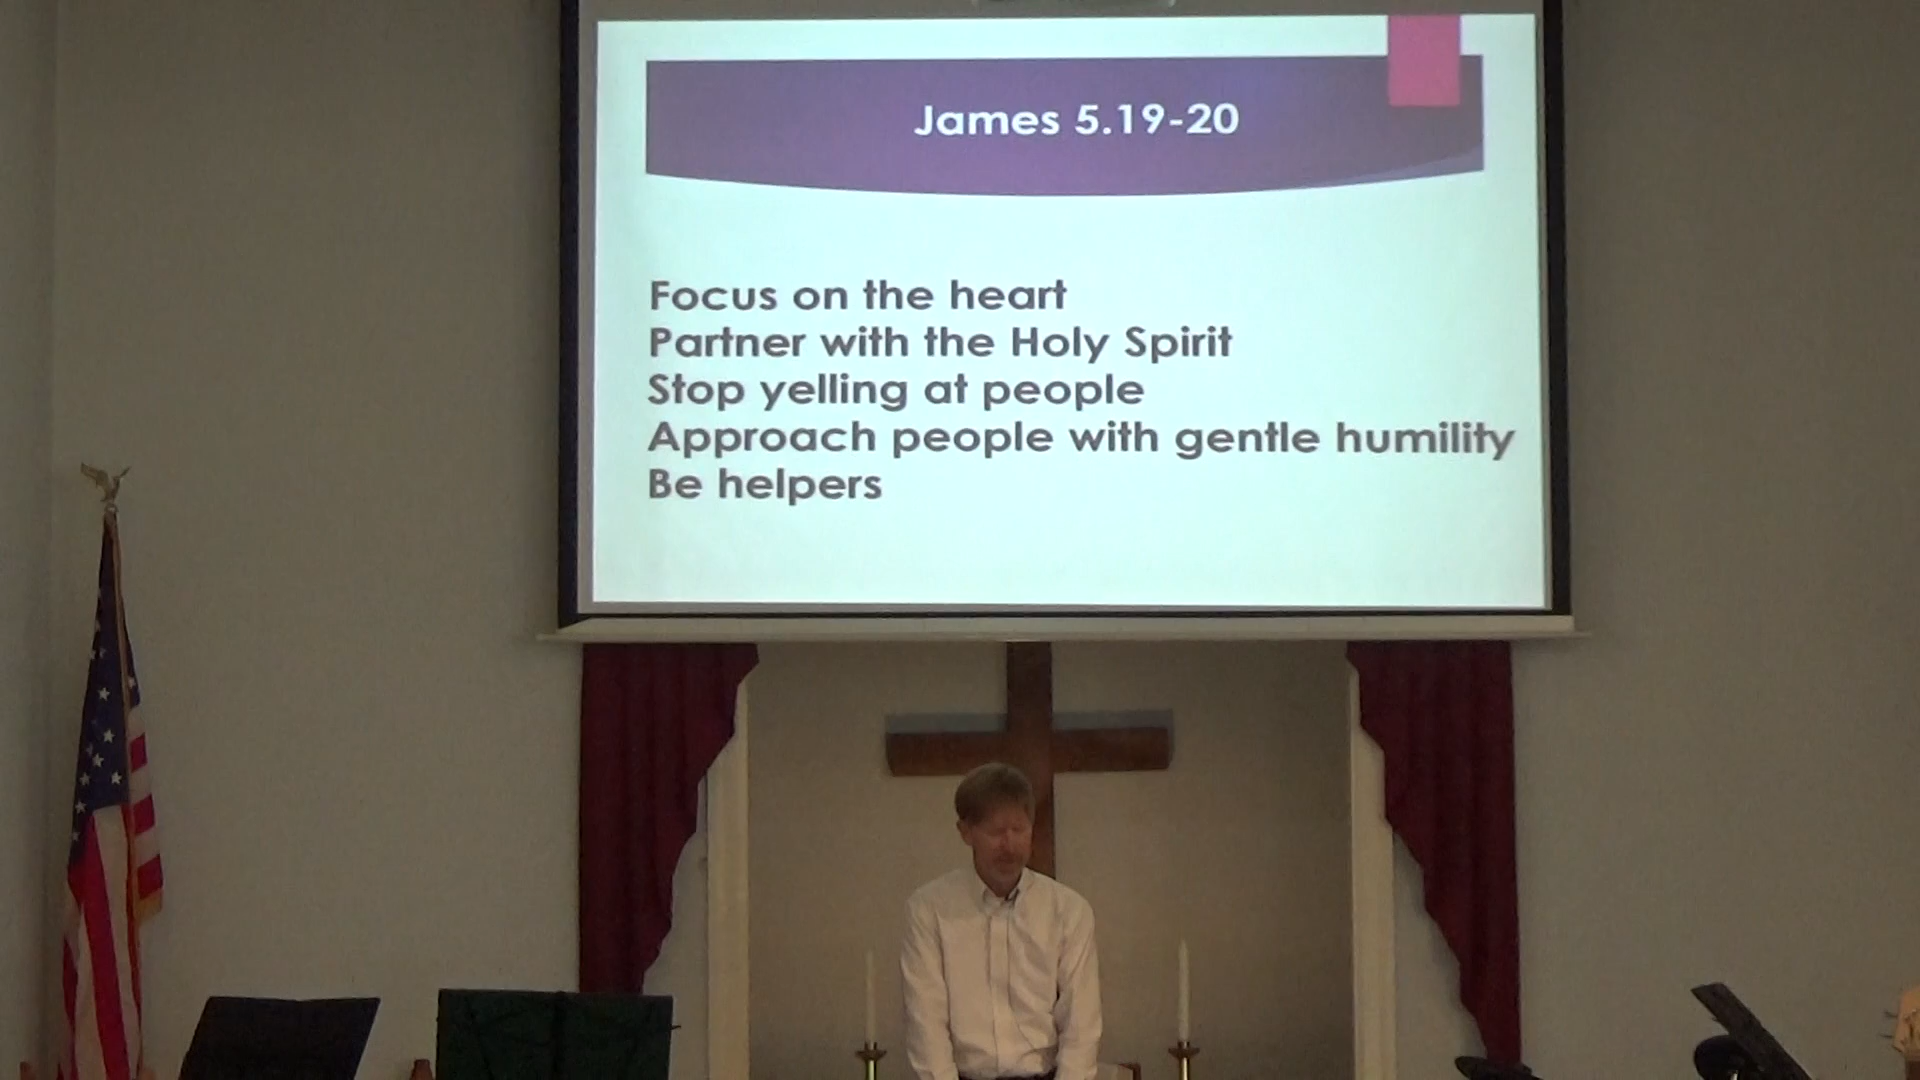 James 5.19-20
Focus on the heart
Partner with the Holy Spirit
Stop yelling at people
Approach people with gentle humility
Be helpers